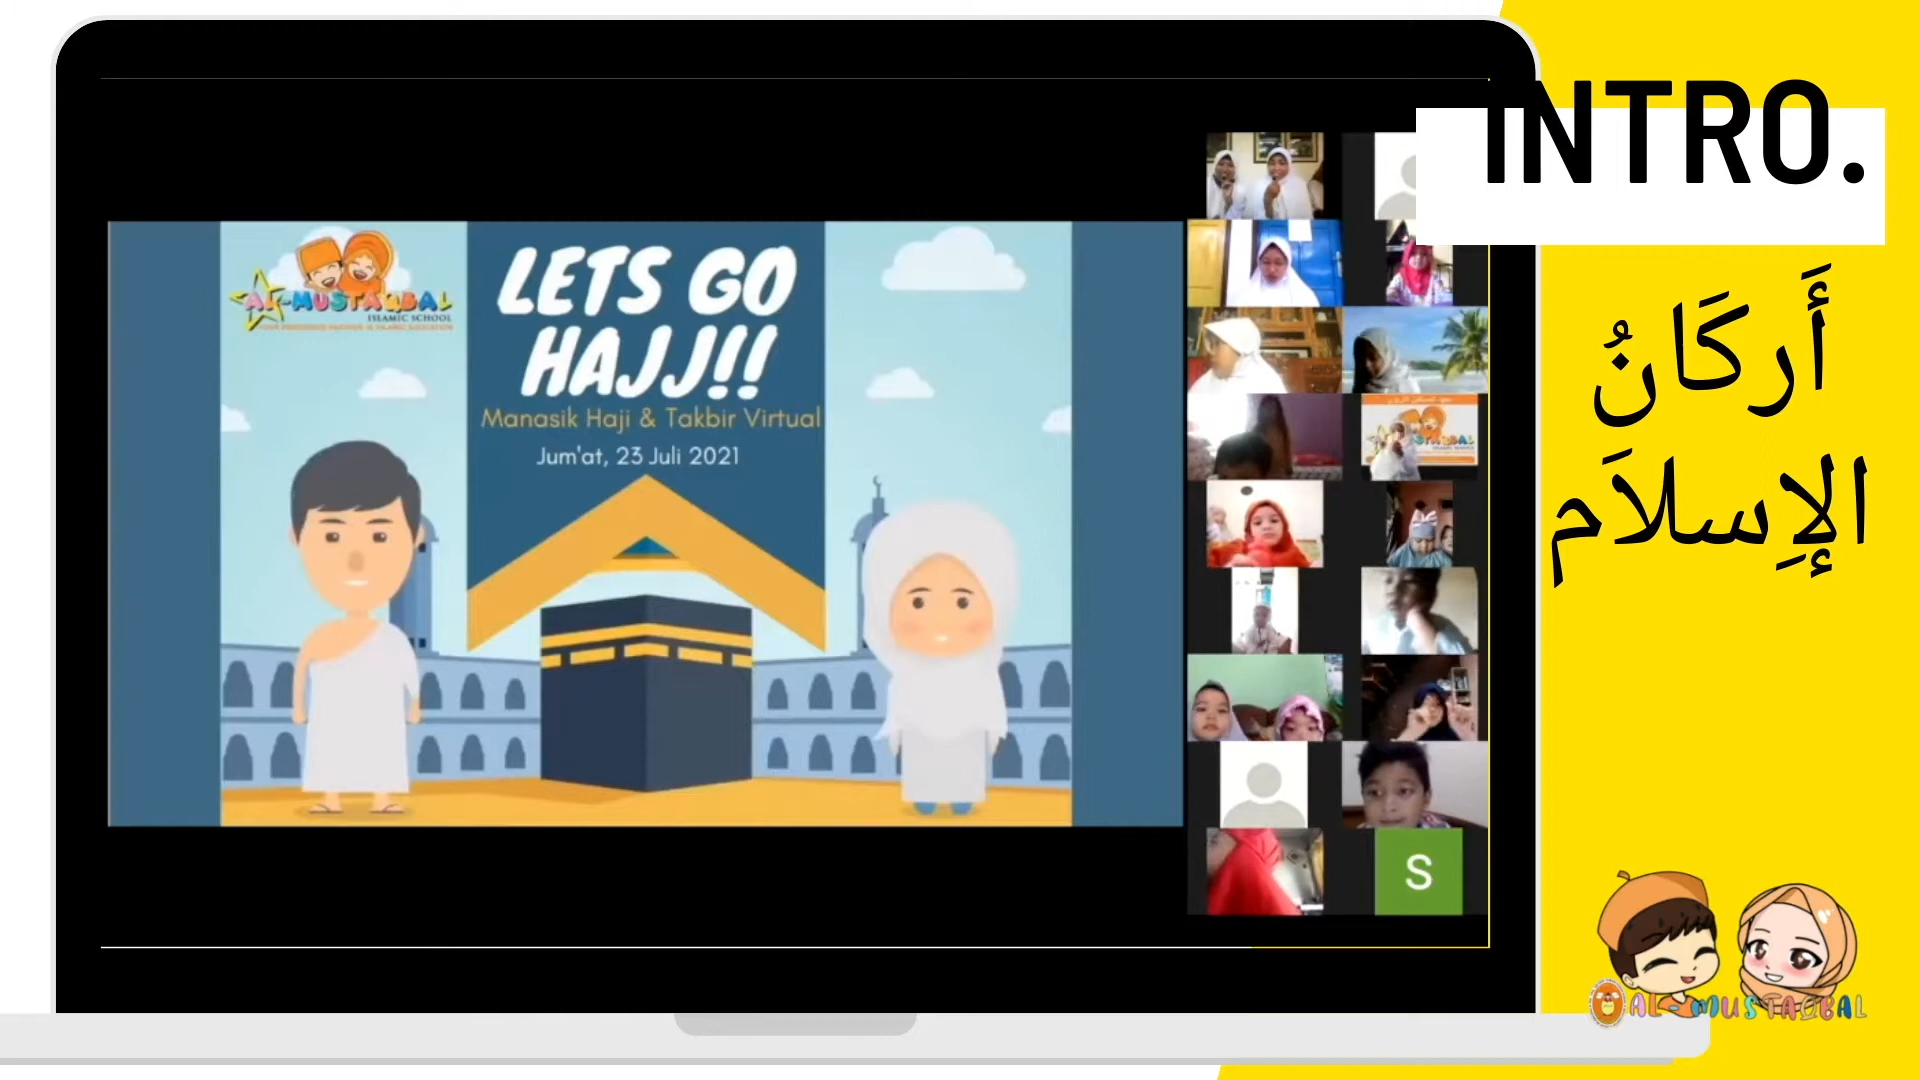 INTRO.
أَركَانُ
الإِسلاَم
AL-MUSTAQBAL
ISLAMIC SCHOOL
LETS GO
HAJJ!!
Manasik Haji & Takbir Virtual
Jum'at, 23 Juli 2021
S
AL-MUSTAQBAL